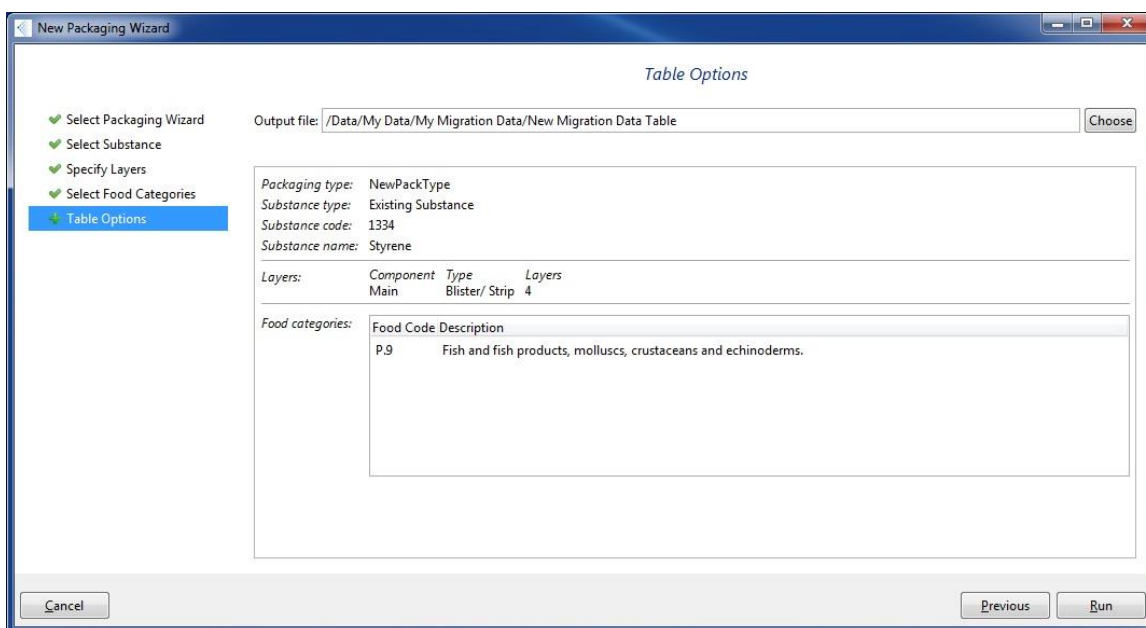 New Packaging Wizard
Table Options
Select Packaging Wizard
Select Substance
Specify Layers
Select Food Categories
Table Options
Output file: /Data/My Data/My Migration Data/New Migration Data Table Choose
Packaging type: NewPackType
Substance type: Existing Substance
Substance code: 1334
Substance name: Styrene
Layers: Component Type Layers
Main Blister/ Strip 4
Food categories: Food Code Description
P.9 Fish and fish products, molluscs, crustaceans and echinoderms.
Cancel Previous Run